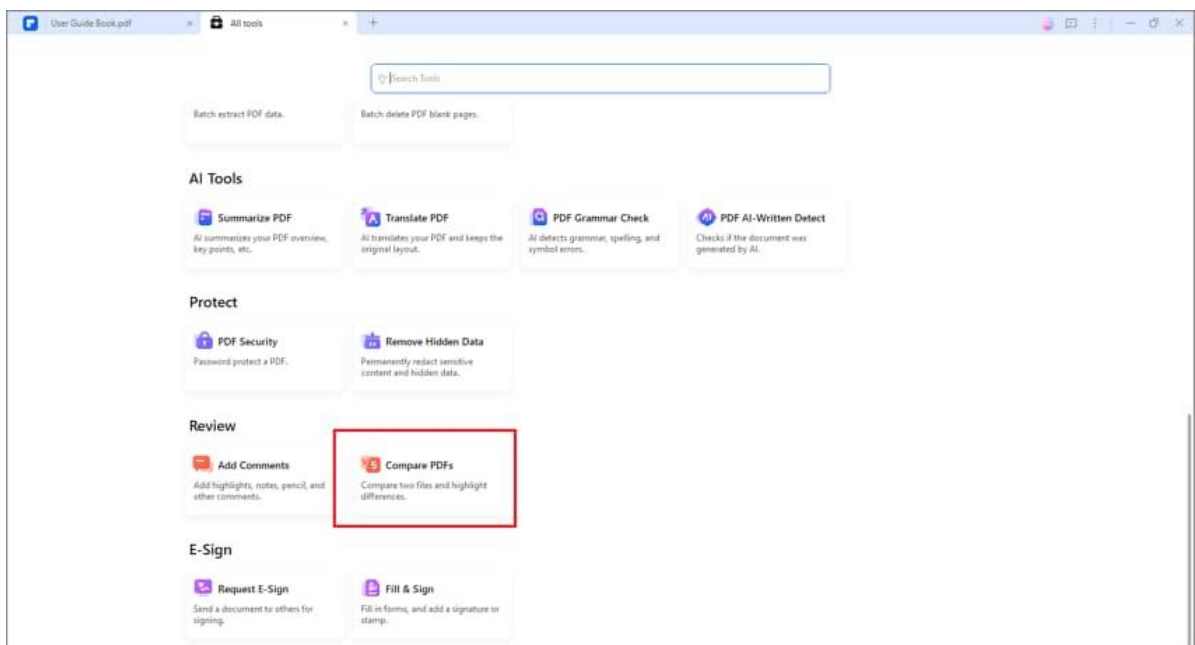 User Guide Book.pdf
All tools
Search Tools
Batch extract PDF data.
Batch delete PDF blank pages.
AI Tools
Summarize PDF
AI summarizes your PDF overview,
key points, etc.
Translate PDF
AI translates your PDF and keeps the
original layout.
PDF Grammar Check
AI detects grammar, spelling, and
symbol errors.
PDF AI-Written Detect
Checks if the document was
generated by AI.
Protect
PDF Security
Password protect a PDF.
Remove Hidden Data
Permanently redact sensitive
content and hidden data.
Review
Add Comments
Add highlights, notes, pencil, and
other comments.
Compare PDFs
Compare two files and highlight
differences.
E-Sign
Request E-Sign
Send a document to others for
signing.
Fill & Sign
Fill in forms, and add a signature or
stamp.